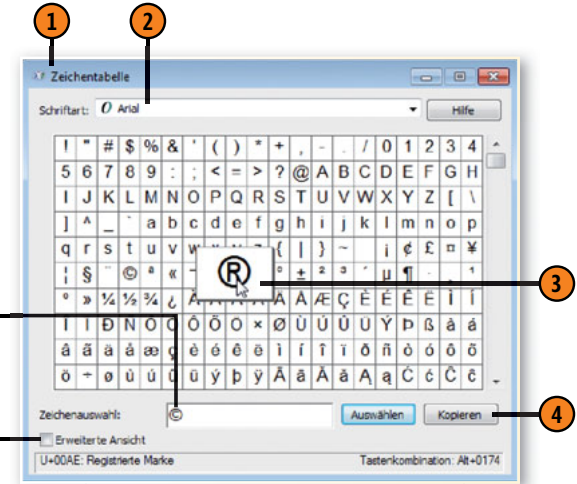 1 2
Zeichentabelle
Schriftart: O Arial Hilfe
! " # $ % & ' ( ) * + , - . / 0 1 2 3 4
5 6 7 8 9 : ; < = > ? @ A B C D E F G H
I J K L M N O P Q R S T U V W X Y Z [ \
] ^ _ ` a b c d e f g h i j k l m n o p
q r s t u v w { | } ~ ¡ ¢ £ ¤ ¥
¦ § ¨ © ª « ® ° ± ² ³ ´ µ ¶ · ¸ ¹
º » ¼ ½ ¾ ¿ À Æ Ç È É Ê Ë Ì Í
3
Ð Ñ Ò Ó Ô Õ Ö × Ø Ù Ú Û Ü Ý Þ ß à á
â ã ä å æ ç è é ê ë ì í î ï ð ñ ò ó ô õ
ö ÷ ø ù ú û ü ý þ ÿ Ā ā Ă ă Ą ą Ć ć Ĉ ĉ
Zeichenauswahl: © Auswählen Kopieren 4
Erweiterte Ansicht
U+00AE: Registrierte Marke Tastenkombination: Alt+0174